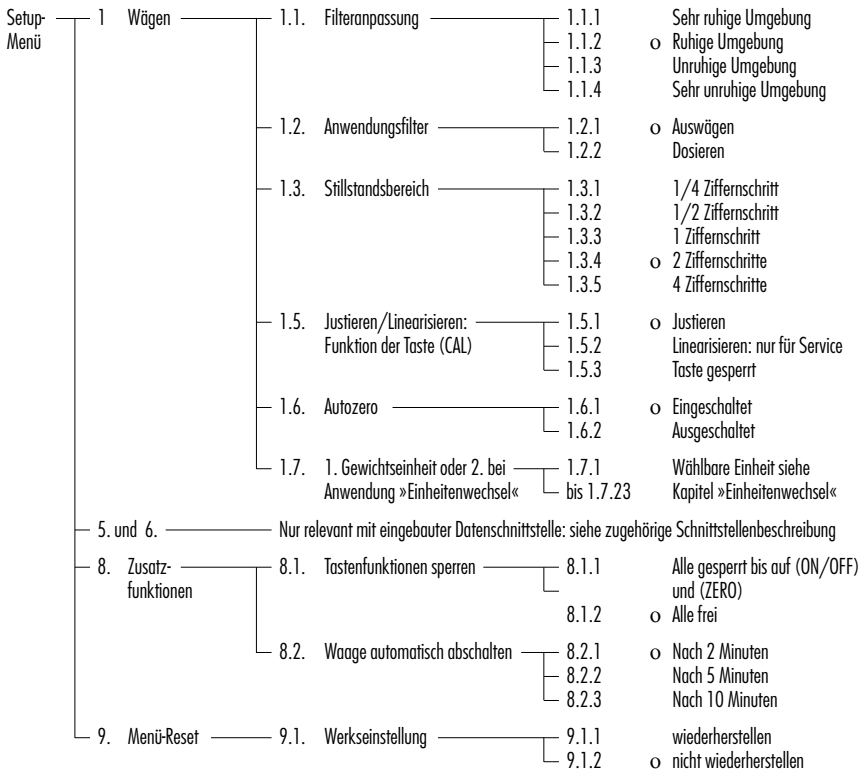 Setup- 1 Wägen 1.1. Filteranpassung 1.1.1 Sehr ruhige Umgebung
Menü 1.1.2 o Ruhige Umgebung
1.1.3 Unruhige Umgebung
1.1.4 Sehr unruhige Umgebung
1.2. Anwendungsfilter 1.2.1 o Auswägen
1.2.2 Dosieren
1.3. Stillstandsbereich 1.3.1 1/4 Ziffernschritt
1.3.2 1/2 Ziffernschritt
1.3.3 1 Ziffernschritt
1.3.4 o 2 Ziffernschritte
1.3.5 4 Ziffernschritte
1.5. Justieren/Linearisieren: 1.5.1 o Justieren
Funktion der Taste (CAL) 1.5.2 Linearisieren: nur für Service
1.5.3 Taste gesperrt
1.6. Autozero 1.6.1 o Eingeschaltet
1.6.2 Ausgeschaltet
1.7. 1. Gewichtseinheit oder 2. bei 1.7.1 Wählbare Einheit siehe
Anwendung »Einheitenwechsel« bis 1.7.23 Kapitel »Einheitenwechsel«
5. und 6. Nur relevant mit eingebauter Datenschnittstelle: siehe zugehörige Schnittstellenbeschreibung
8. Zusatz- 8.1. Tastenfunktionen sperren 8.1.1 Alle gesperrt bis auf (ON/OFF)
funktionen und (ZERO)
8.1.2 o Alle frei
8.2. Waage automatisch abschalten 8.2.1 o Nach 2 Minuten
8.2.2 Nach 5 Minuten
8.2.3 Nach 10 Minuten
9. Menü-Reset 9.1. Werkseinstellung 9.1.1 wiederherstellen
9.1.2 o nicht wiederherstellen